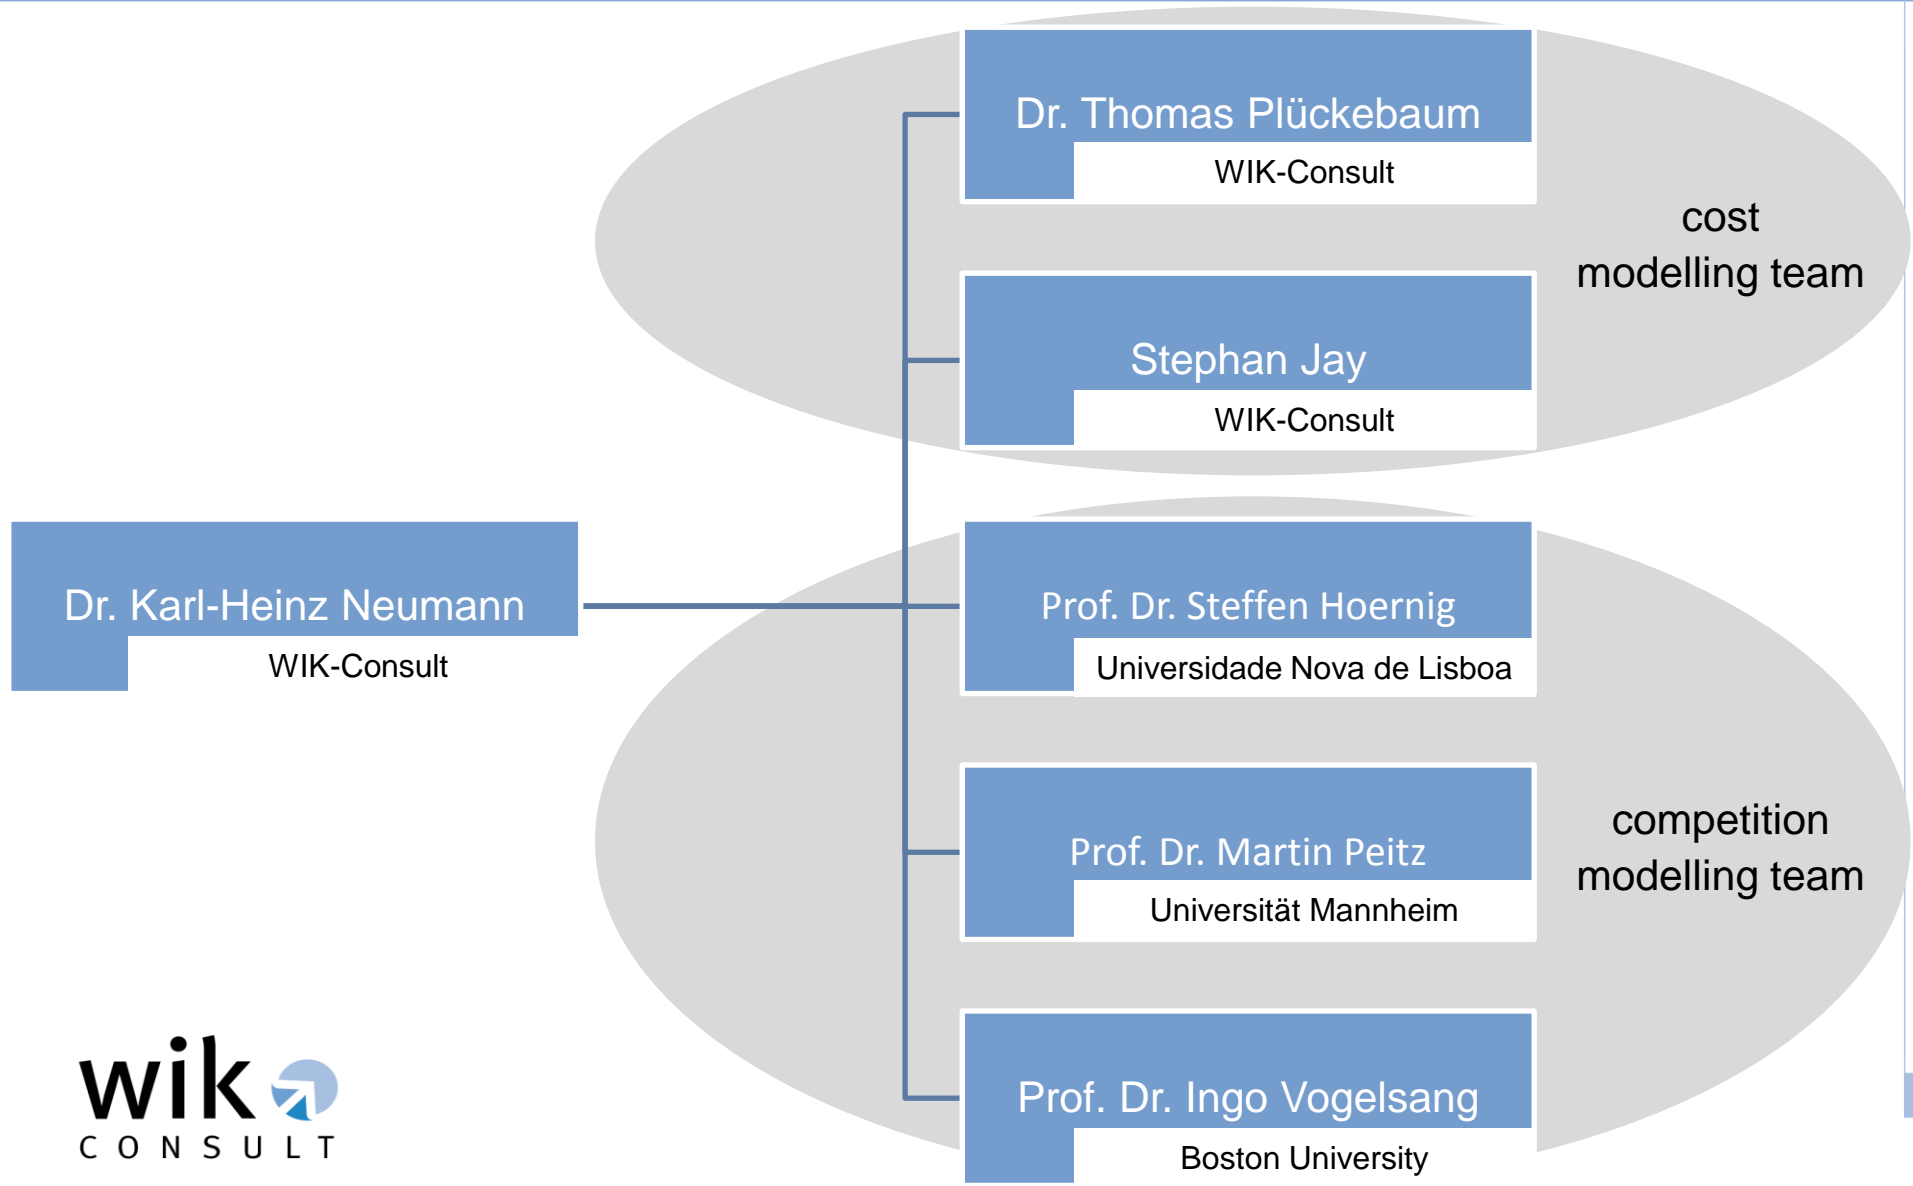 Dr. Thomas Plückebaum
WIK-Consult
cost
modelling team
Stephan Jay
WIK-Consult
Dr. Karl-Heinz Neumann
WIK-Consult
Prof. Dr. Steffen Hoernig
Universidade Nova de Lisboa
Prof. Dr. Martin Peitz
Universität Mannheim
competition
modelling team
Prof. Dr. Ingo Vogelsang
Boston University
wik
CONSULT